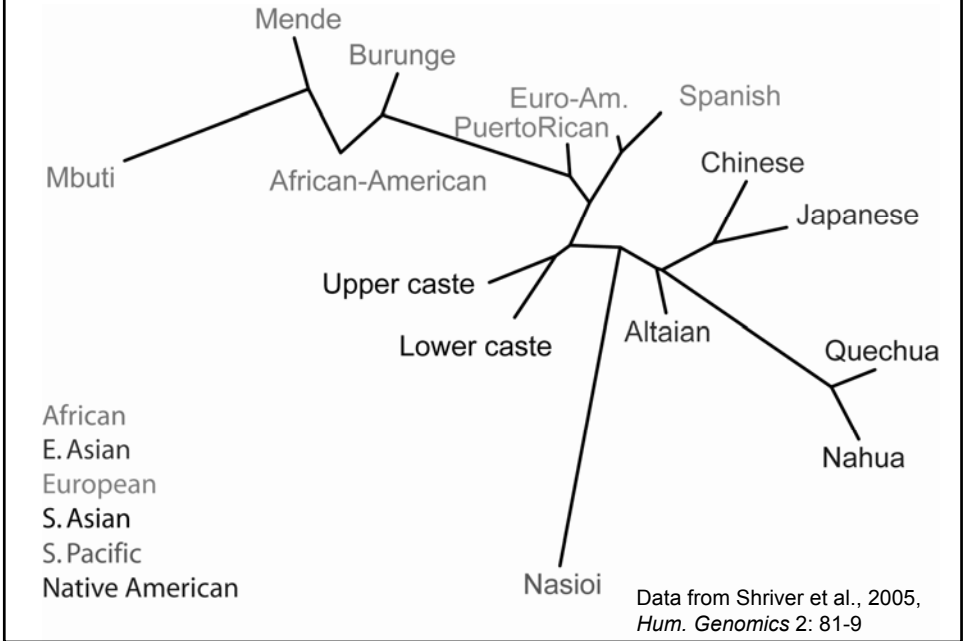 Mende
Burunge
Euro-Am.
Spanish
PuertoRican
Chinese
Mbuti
African-American
Japanese
Upper caste
Altaian
Lower caste
Quechua
Nahua
African
E. Asian
European
S. Asian
S. Pacific
Native American
Nasioi
Data from Shriver et al., 2005,
Hum. Genomics 2: 81-9